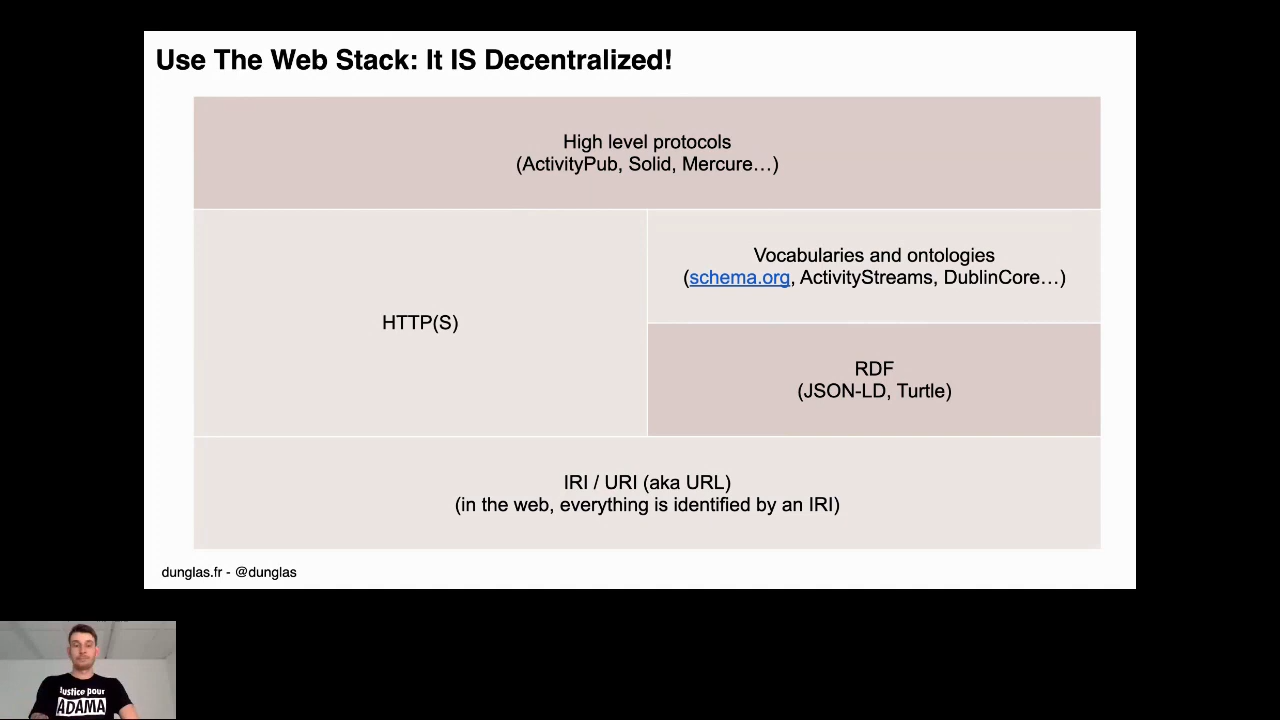 Use The Web Stack: It IS Decentralized!
High level protocols
(ActivityPub, Solid, Mercure…)
HTTP(S)
Vocabularies and ontologies
(schema.org, ActivityStreams, DublinCore…)
RDF
(JSON-LD, Turtle)
IRI / URI (aka URL)
(in the web, everything is identified by an IRI)
dunglas.fr - @dunglas
Justice pour
ADAMA